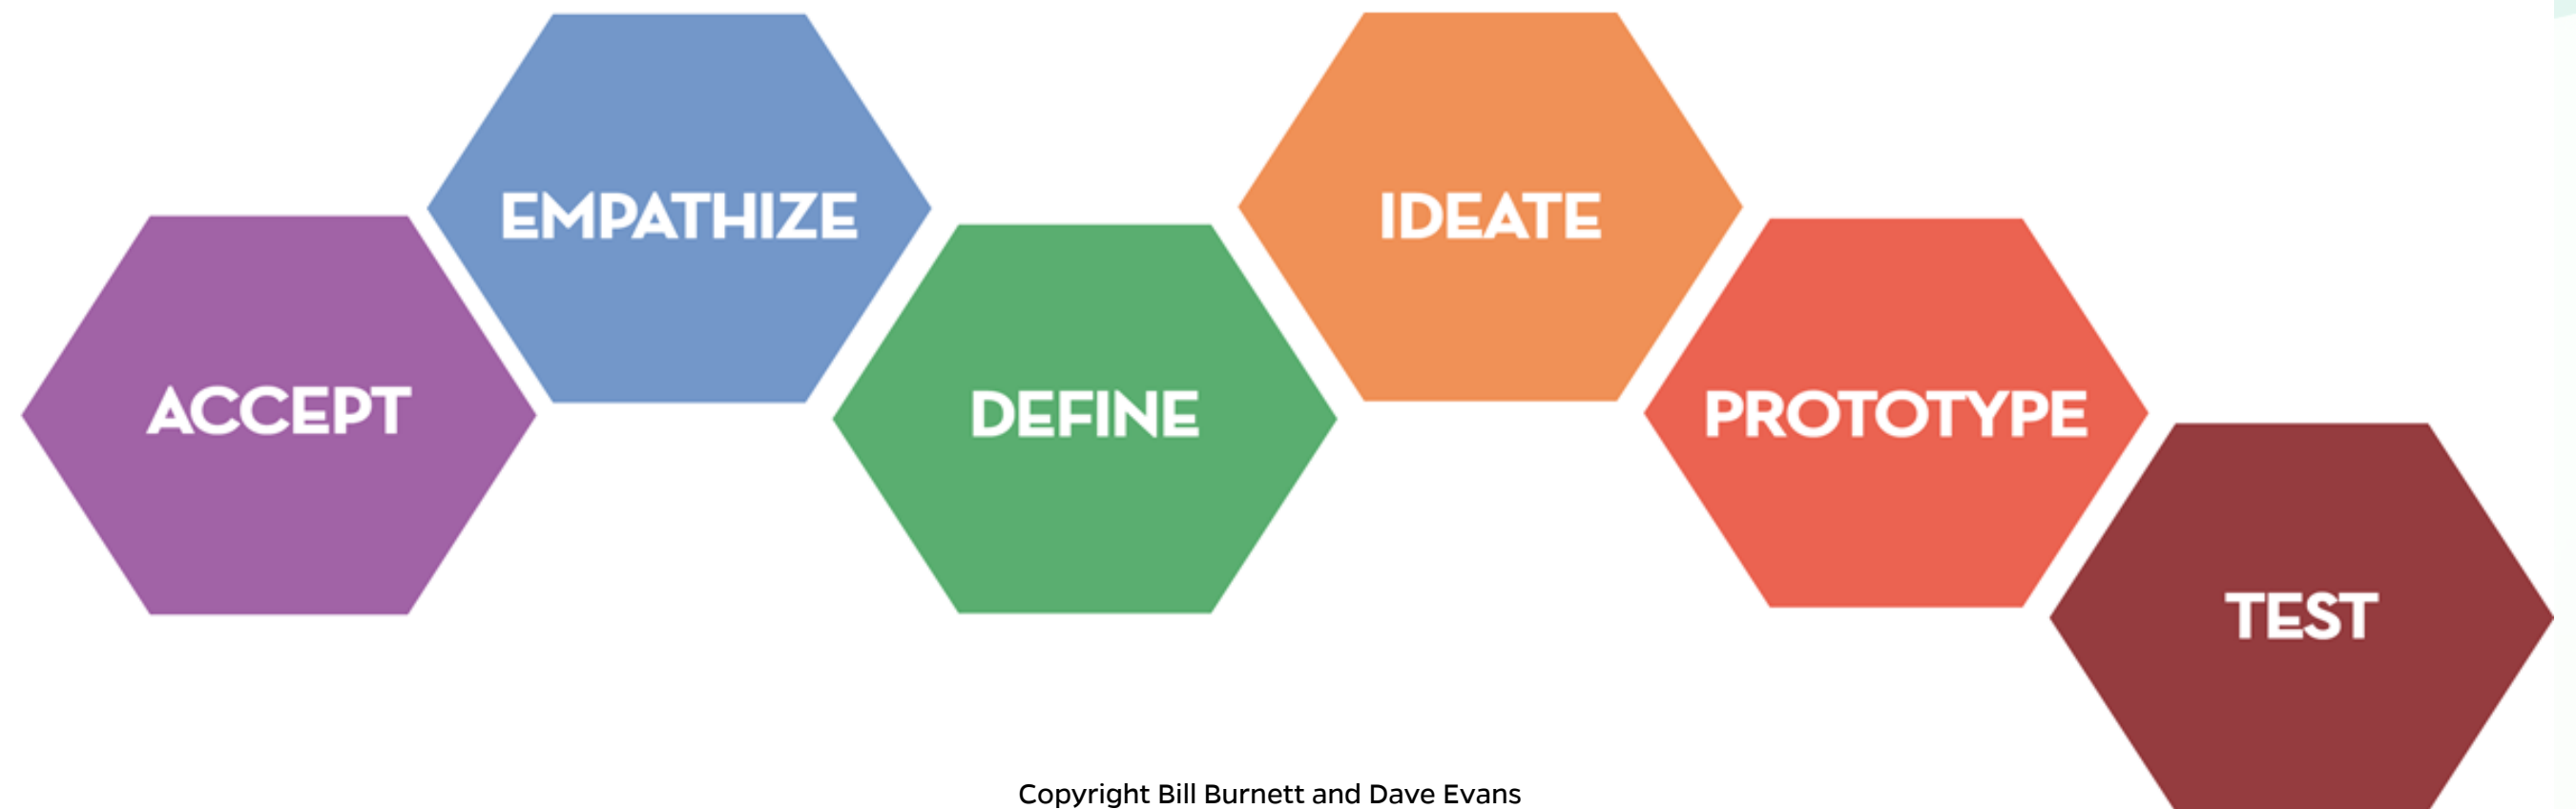 ACCEPT
EMPATHIZE
DEFINE
IDEATE
PROTOTYPE
TEST
Copyright Bill Burnett and Dave Evans